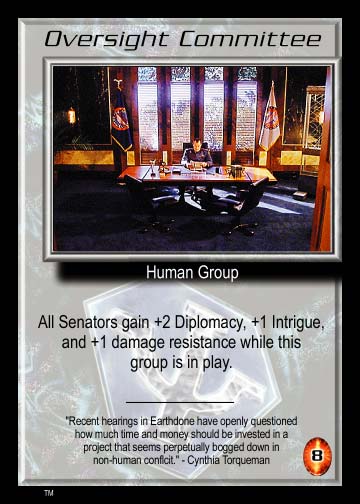 Oversight Committee
Human Group
All Senators gain +2 Diplomacy, +1 Intrigue,
and +1 damage resistance while this
group is in play.
"Recent hearings in Earthdone have openly questioned
how much time and money should be invested in a
project that seems perpetually bogged down in
non-human conflcit." - Cynthia Torqueman
8
TM